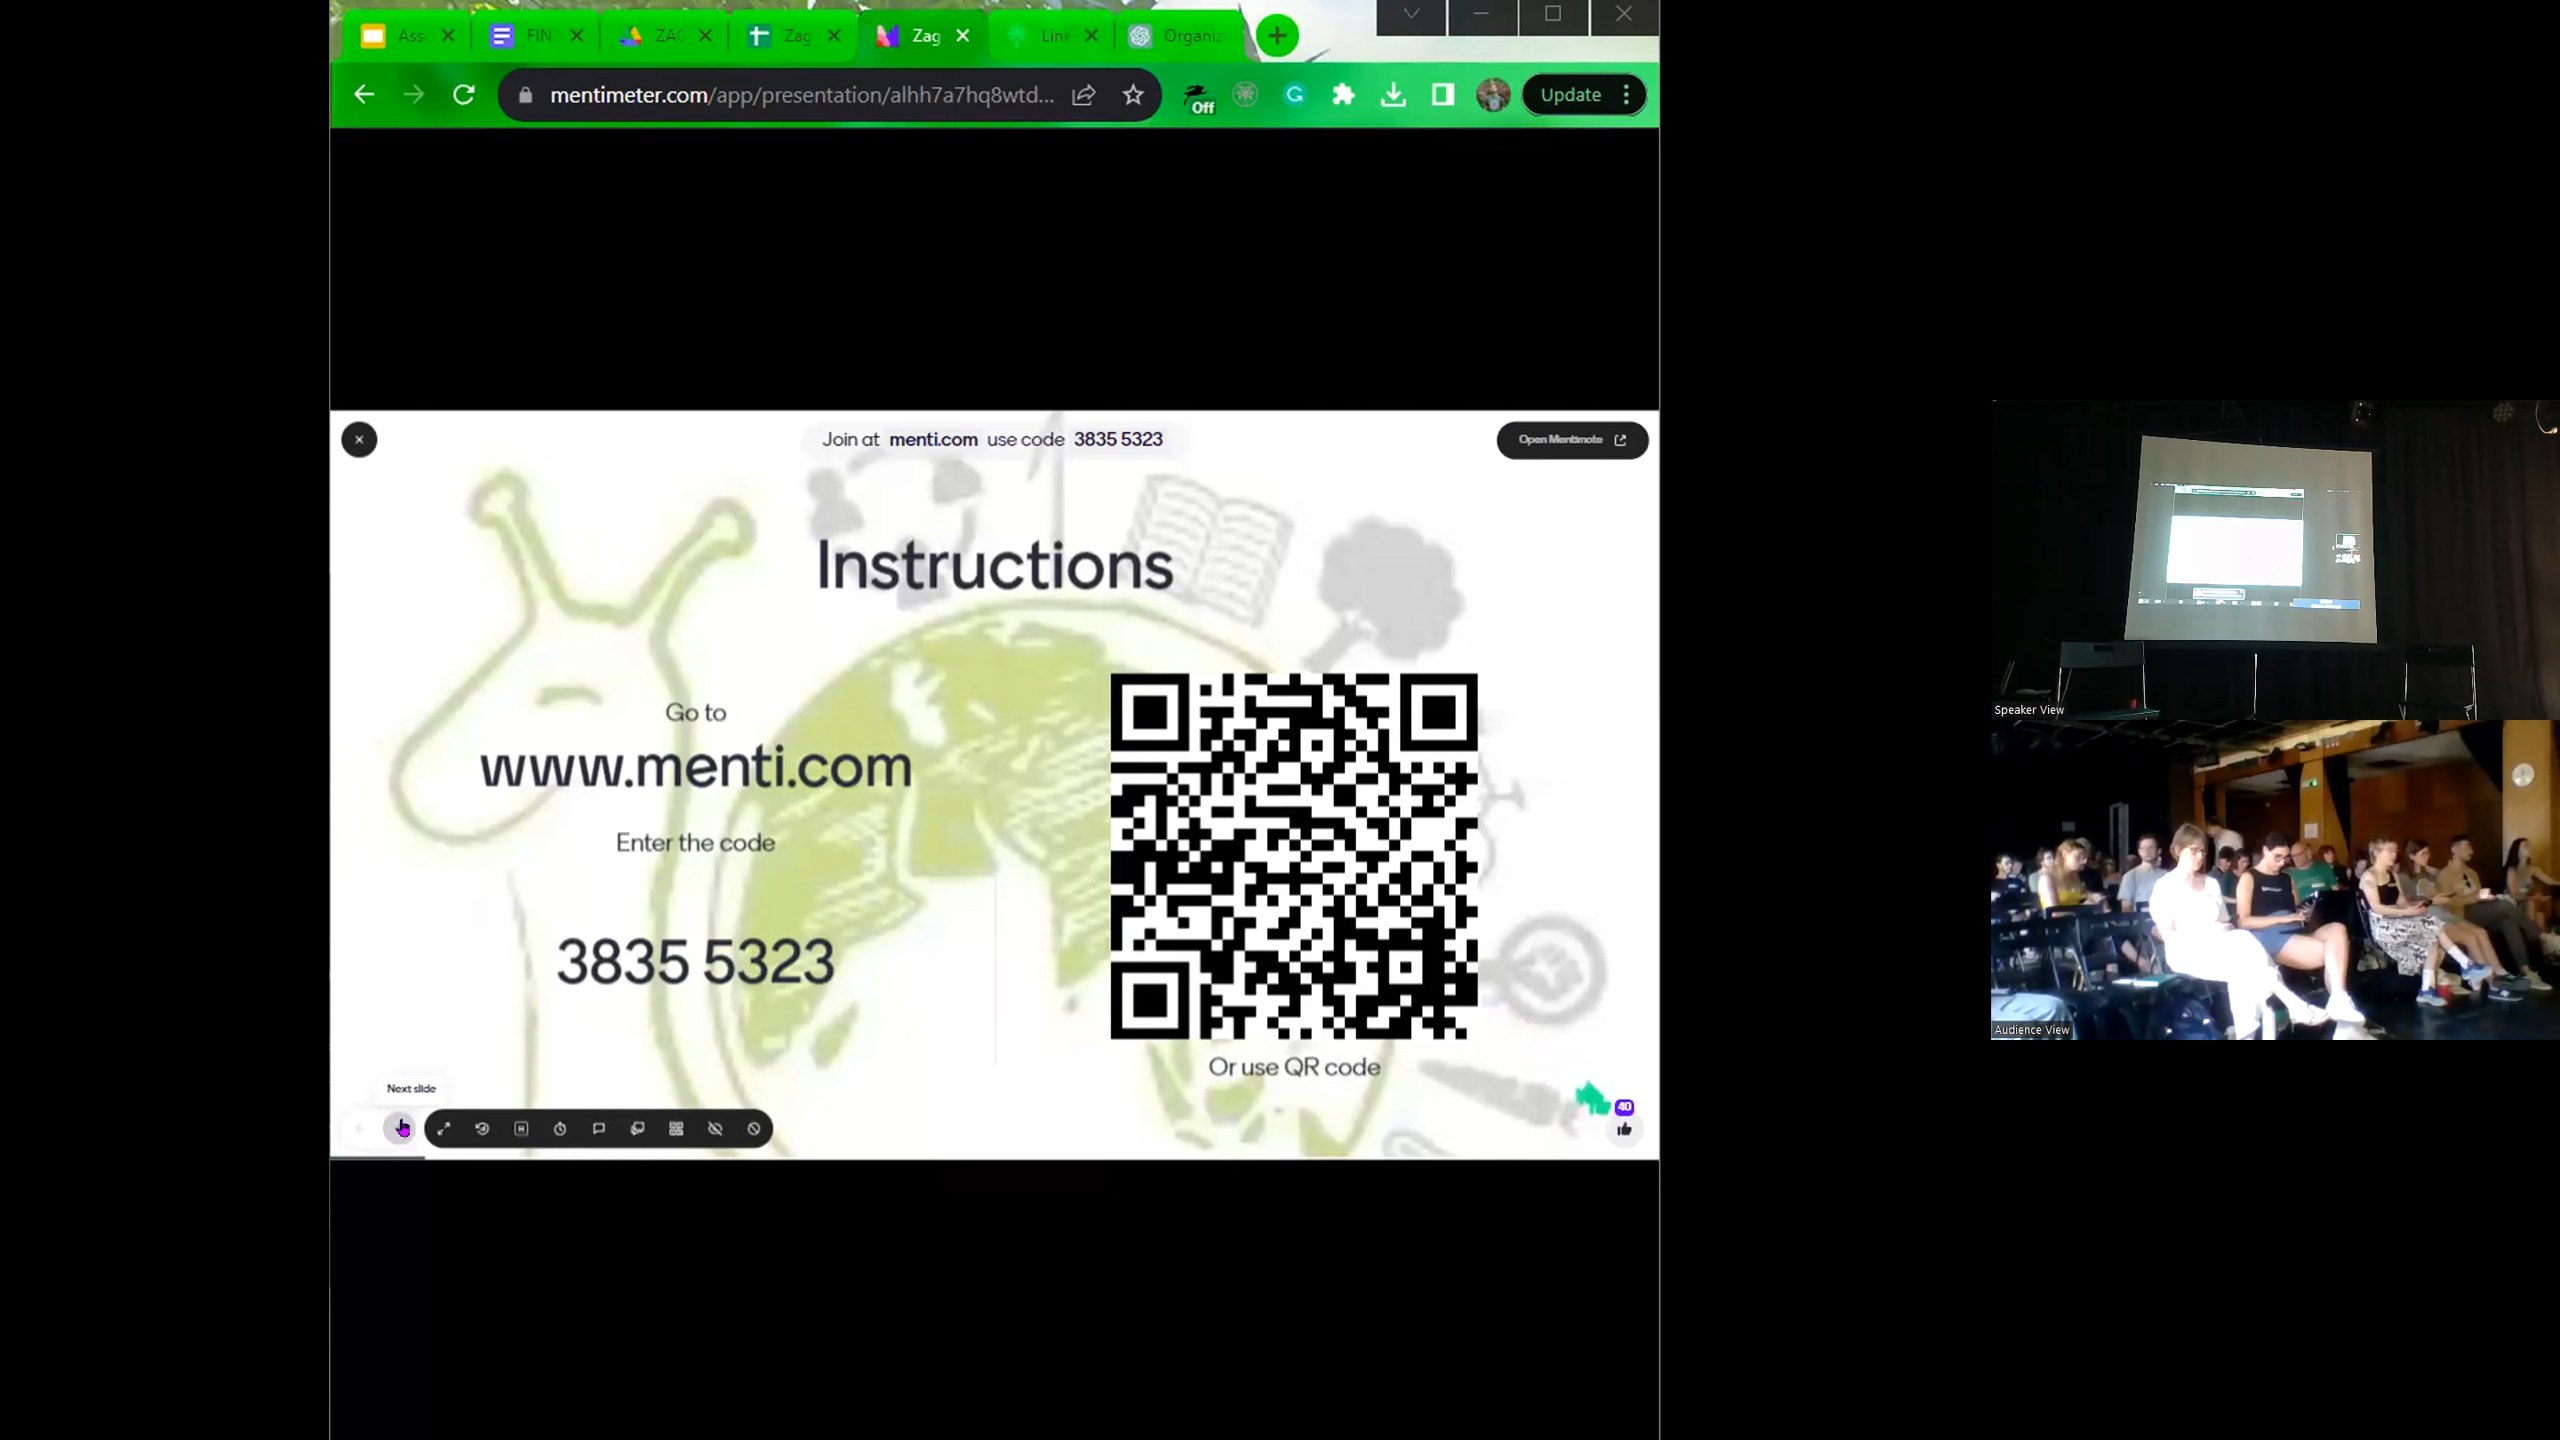 Ass
FIN
ZAG
Zag
Zag
Link
Organiz
mentimeter.com/app/presentation/alhh7a7hq8wtd...
Off
Update
Join at menti.com use code 3835 5323
Open Mentimote
Instructions
Go to
www.menti.com
Enter the code
3835 5323
Or use QR code
Next slide
40
Speaker View
Audience View